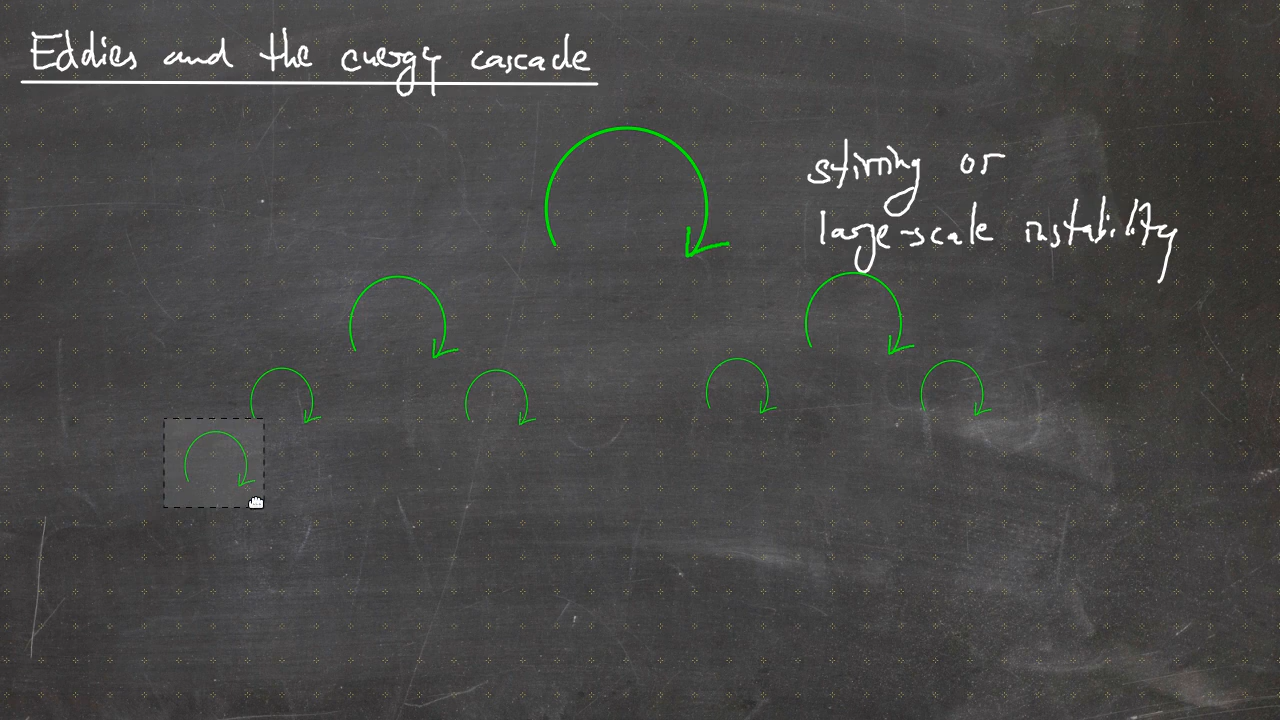 Eddies and the energy cascade
stirring or
large-scale instability